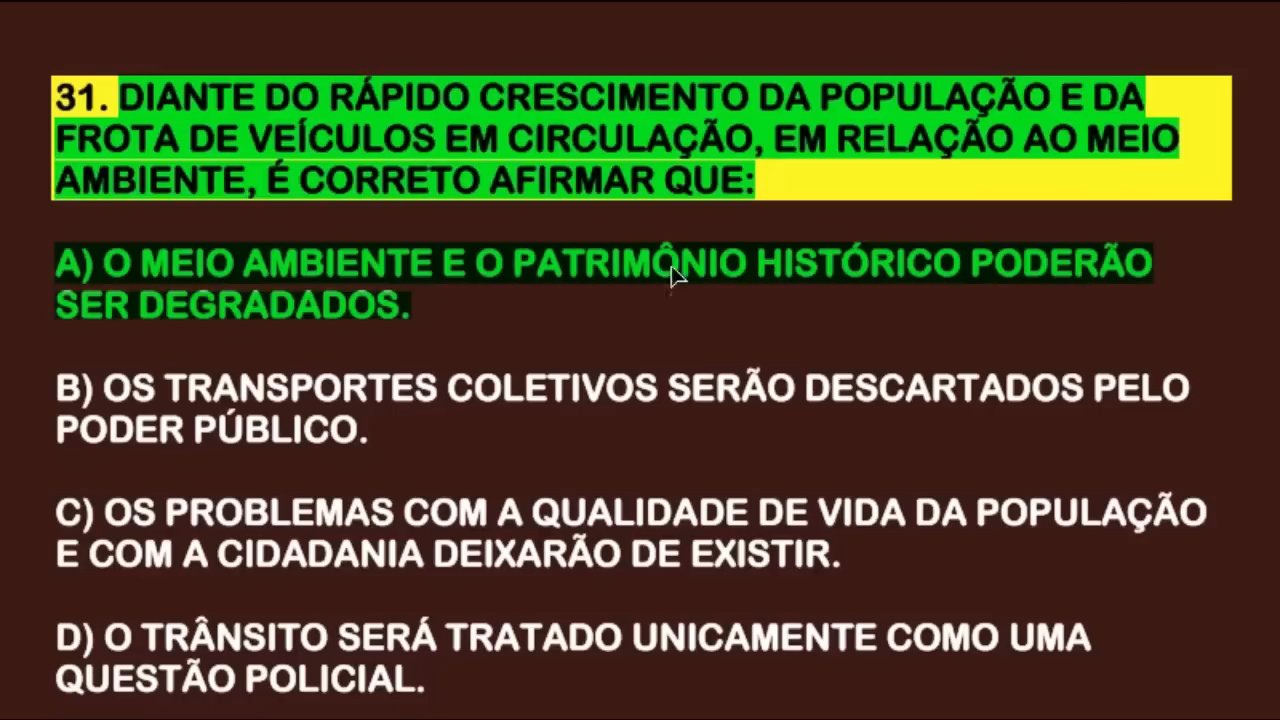 31. DIANTE DO RÁPIDO CRESCIMENTO DA POPULAÇÃO E DA
FROTA DE VEÍCULOS EM CIRCULAÇÃO, EM RELAÇÃO AO MEIO
AMBIENTE, É CORRETO AFIRMAR QUE:
A) O MEIO AMBIENTE E O PATRIMÔNIO HISTÓRICO PODERÃO
SER DEGRADADOS.
B) OS TRANSPORTES COLETIVOS SERÃO DESCARTADOS PELO
PODER PÚBLICO.
C) OS PROBLEMAS COM A QUALIDADE DE VIDA DA POPULAÇÃO
E COM A CIDADANIA DEIXARÃO DE EXISTIR.
D) O TRÂNSITO SERÁ TRATADO UNICAMENTE COMO UMA
QUESTÃO POLICIAL.